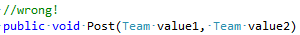 //wrong!
public void Post(Team value1, Team value2)